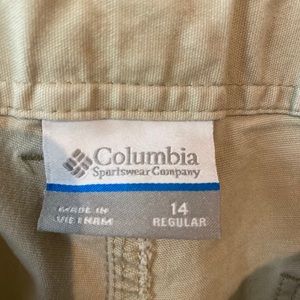 Columbia
Sportswear Company
MADE IN
VIETNAM
14
REGULAR